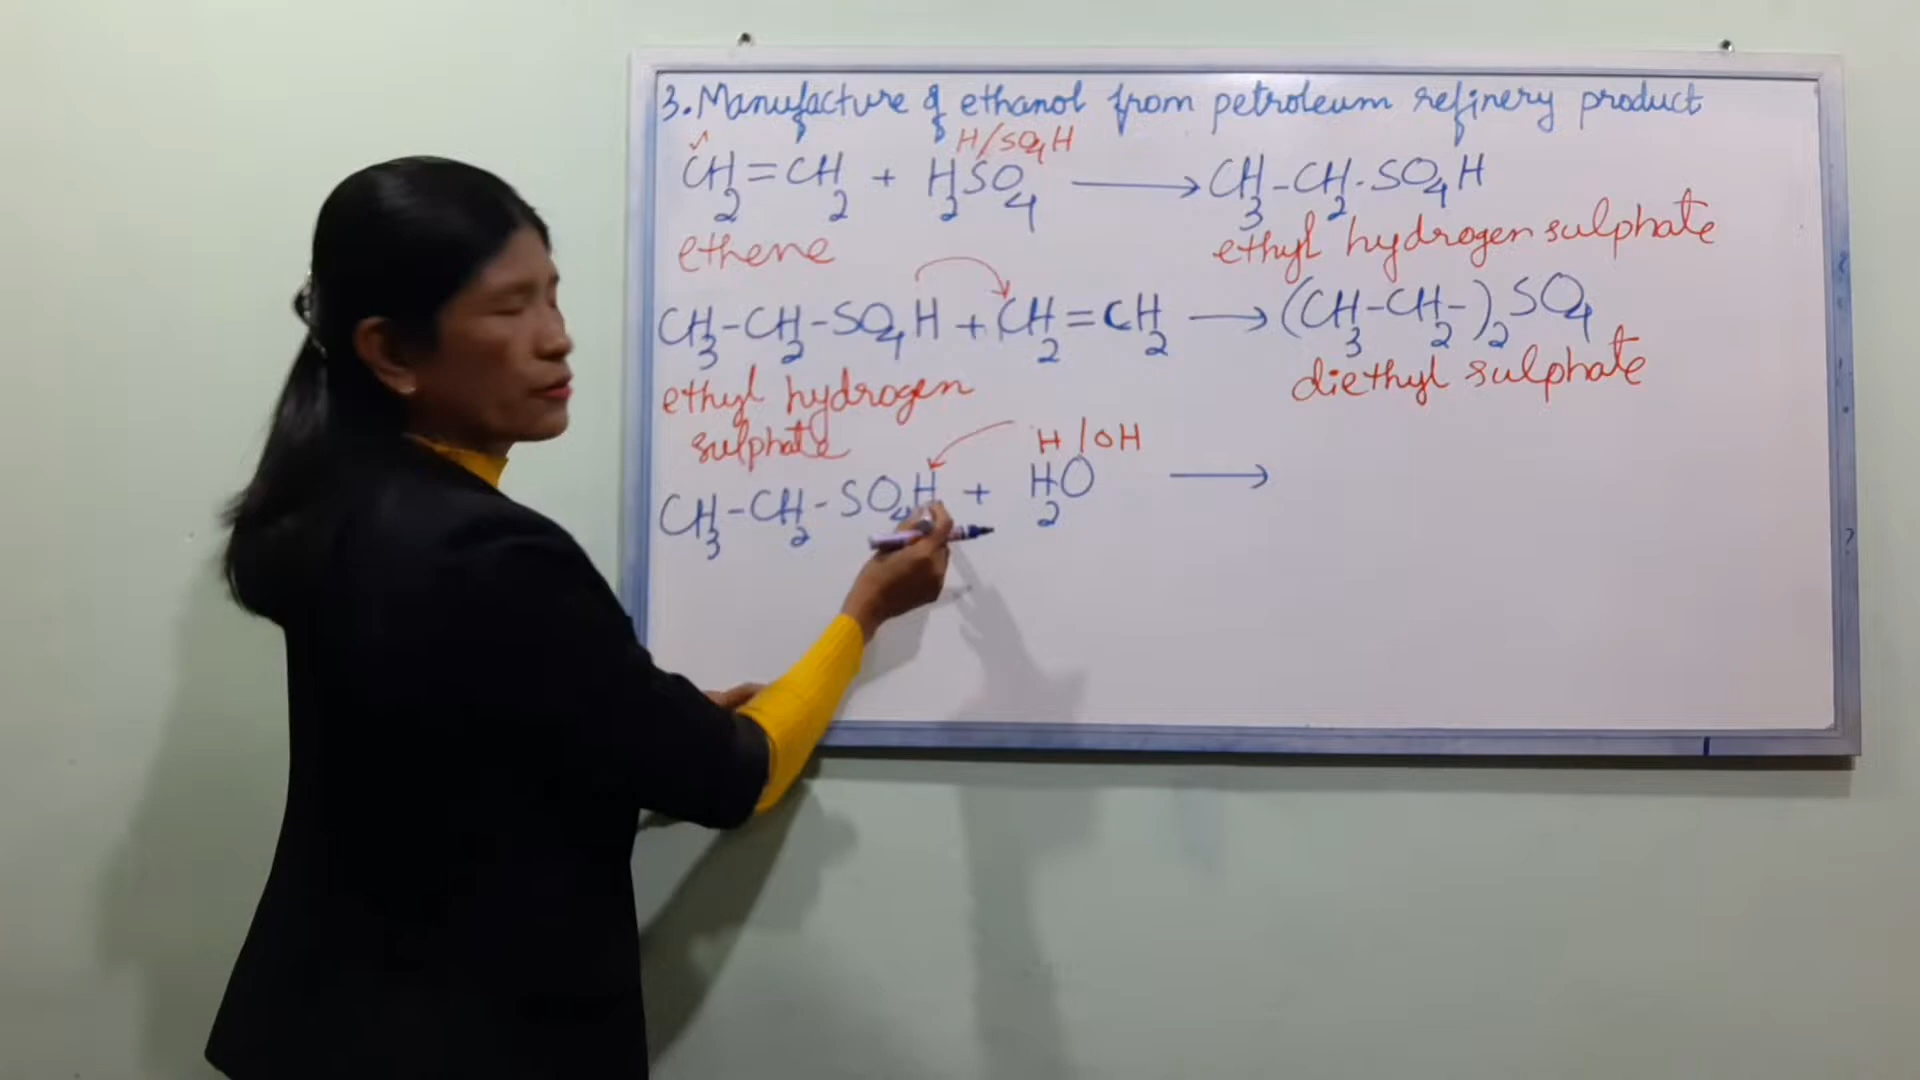 3. Manufacture of ethanol from petroleum refinery product
H/SO₄H
CH₂=CH₂ + H₂SO₄ → CH₃-CH₂-SO₄H
ethene ethyl hydrogen sulphate
CH₃-CH₂-SO₄H + CH₂=CH₂ → (CH₃-CH₂-)₂SO₄
ethyl hydrogen diethyl sulphate
sulphate H/OH
CH₃-CH₂-SO₄H + H₂O →